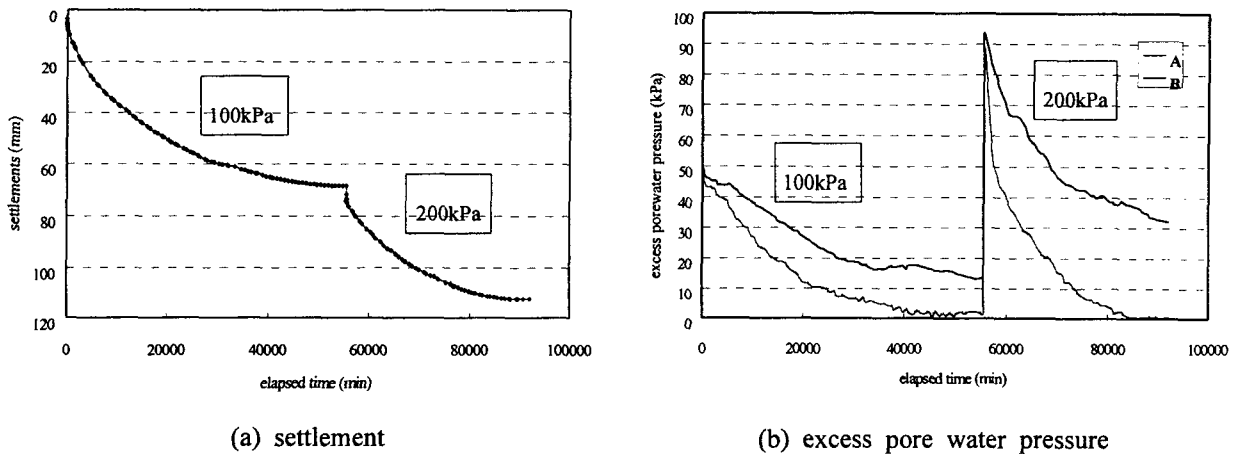 0
20
40
60
80
100
120
settlements (mm)
100kPa
200kPa
0 20000 40000 60000 80000 100000
elapsed time (min)
(a) settlement
100
90
80
70
60
50
40
30
20
10
0
excess porewater pressure (kPa)
A
B
100kPa
200kPa
0 20000 40000 60000 80000 100000
elapsed time (min)
(b) excess pore water pressure